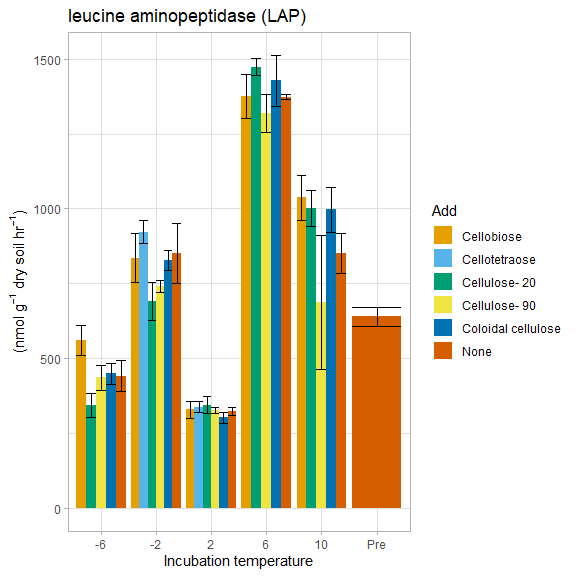 leucine aminopeptidase (LAP)
(nmol g⁻¹ dry soil hr⁻¹)
1500
1000
500
0
-6 -2 2 6 10 Pre
Incubation temperature
Add
Cellobiose
Cellotetraose
Cellulose- 20
Cellulose- 90
Coloidal cellulose
None